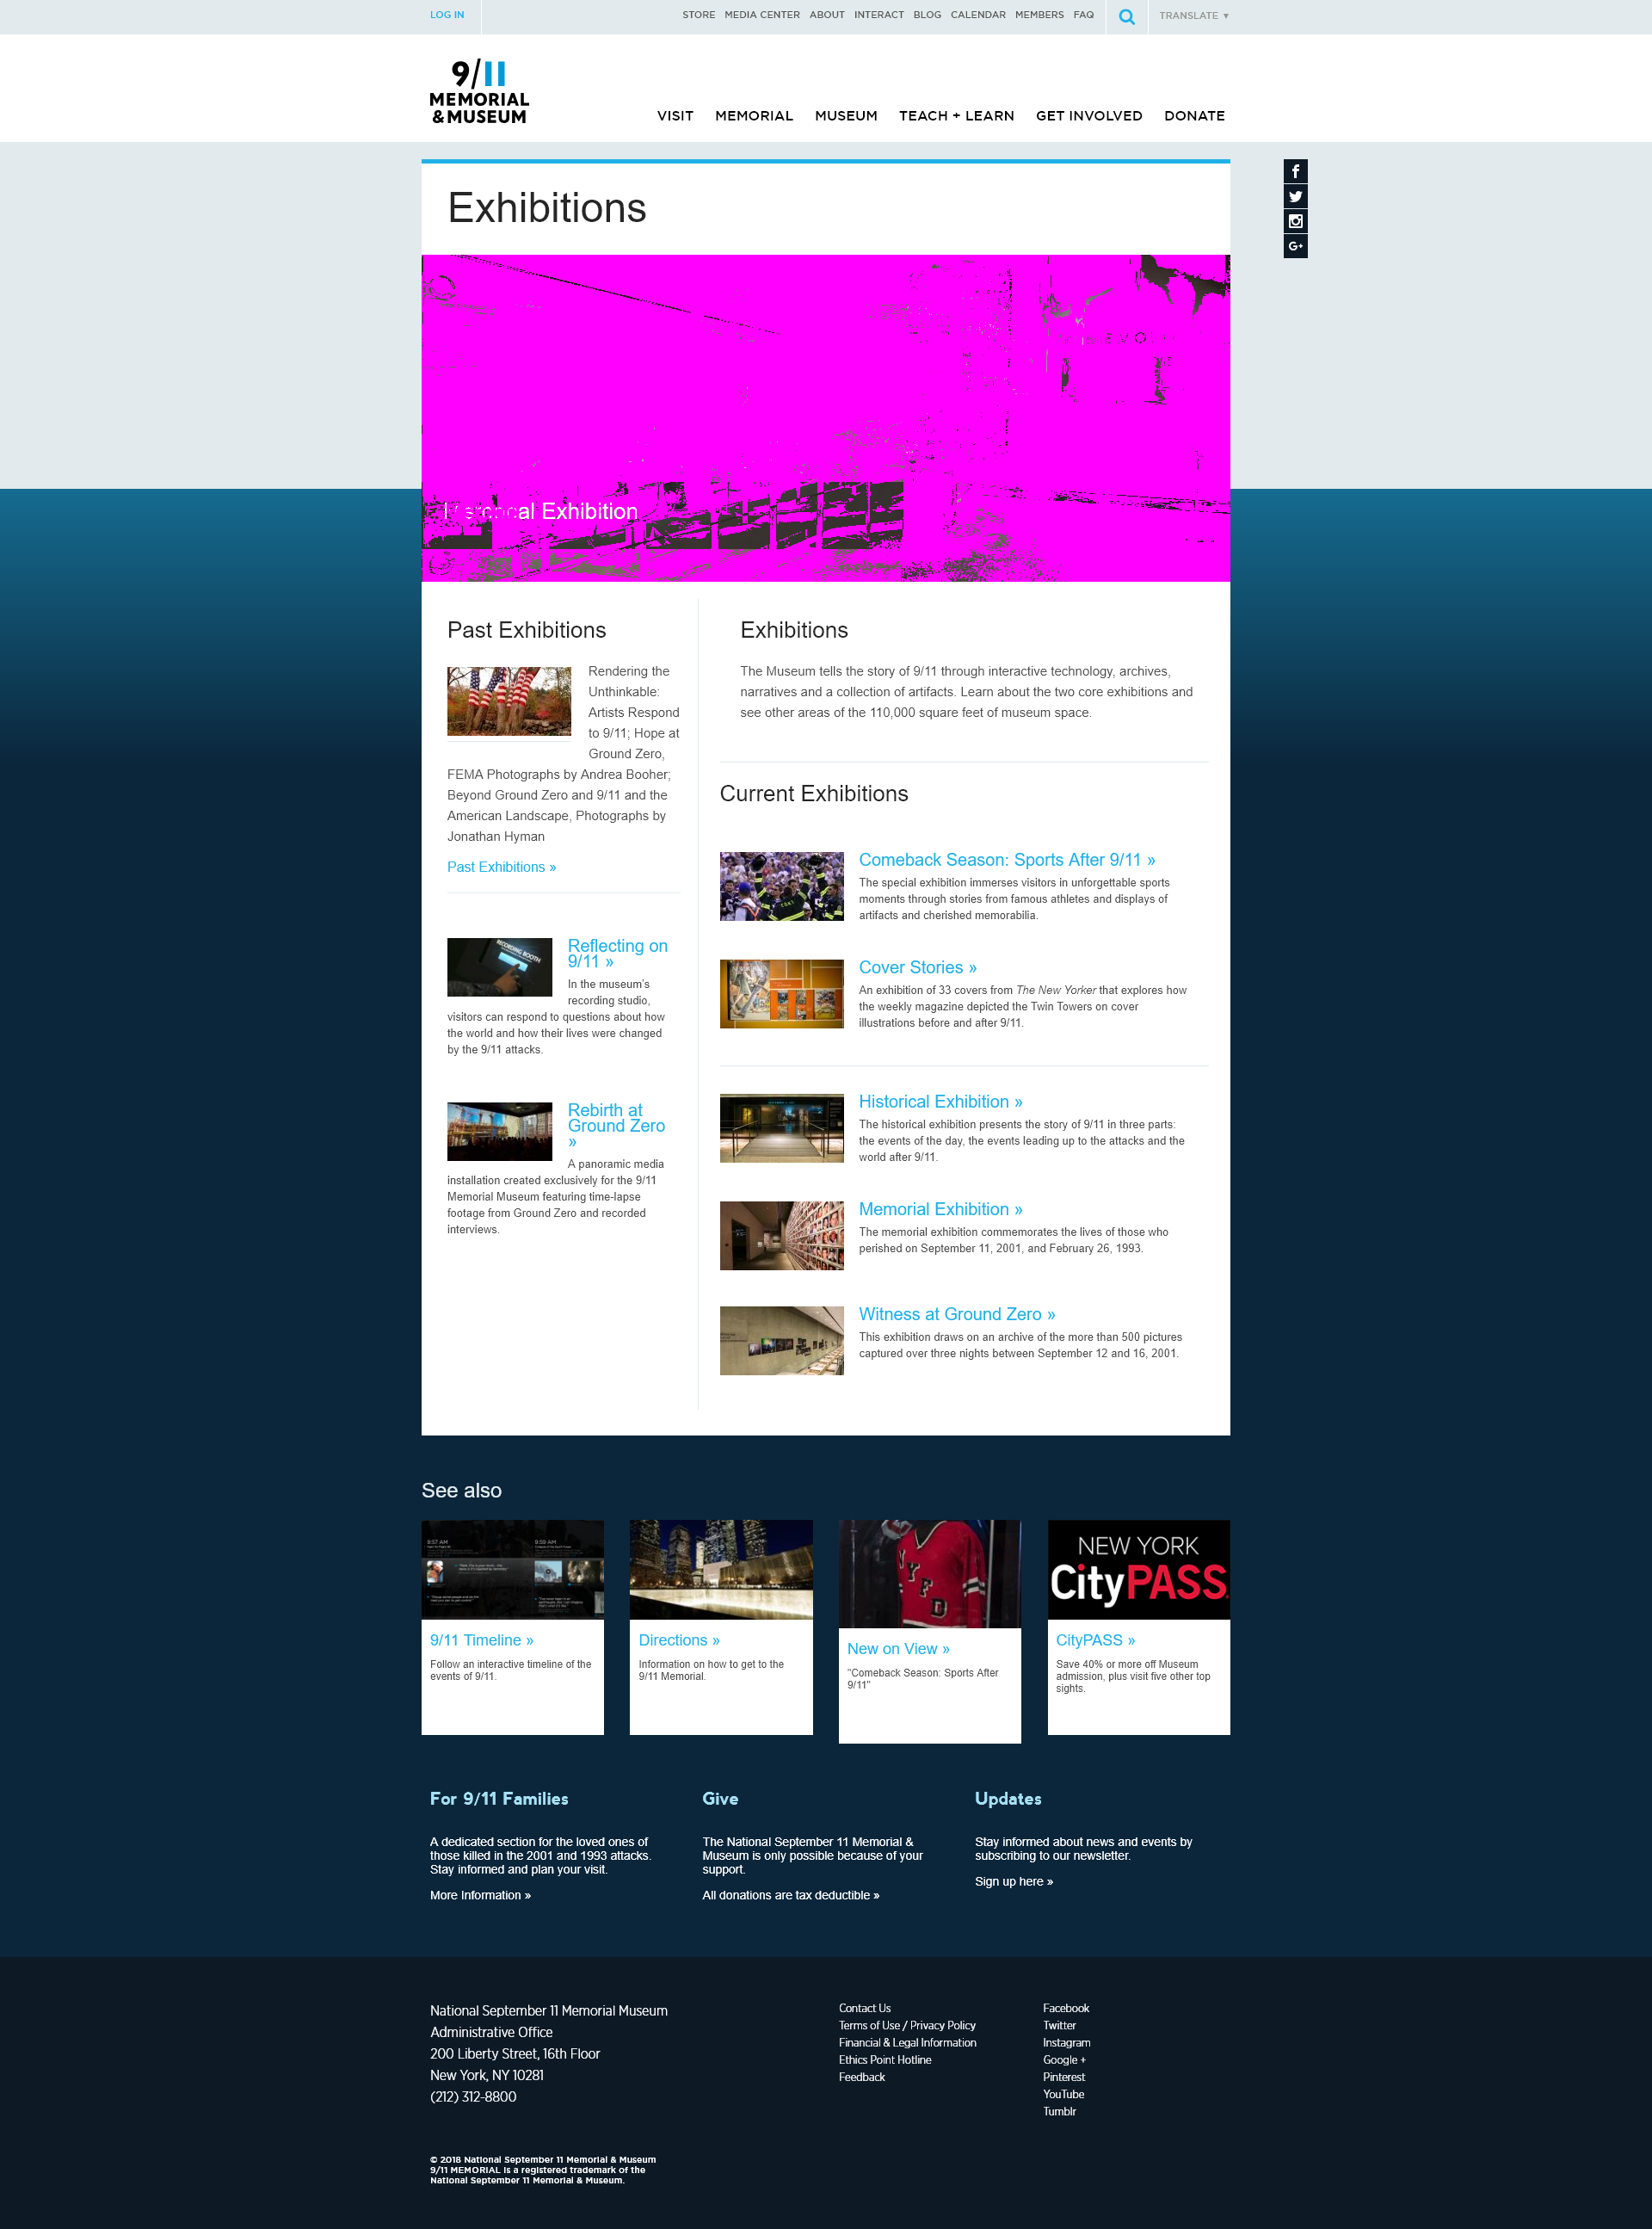 LOG IN
STORE MEDIA CENTER ABOUT INTERACT BLOG CALENDAR MEMBERS FAQ
TRANSLATE ▼
9/11
MEMORIAL
&MUSEUM
VISIT MEMORIAL MUSEUM TEACH + LEARN GET INVOLVED DONATE
Exhibitions
Exhibition
Past Exhibitions
Rendering the
Unthinkable:
Artists Respond
to 9/11; Hope at
Ground Zero,
FEMA Photographs by Andrea Booher;
Beyond Ground Zero and 9/11 and the
American Landscape, Photographs by
Jonathan Hyman
Past Exhibitions »
RECORDING BOOTH
Reflecting on
9/11 »
In the museum's
recording studio,
visitors can respond to questions about how
the world and how their lives were changed
by the 9/11 attacks.
Rebirth at
Ground Zero
»
A panoramic media
installation created exclusively for the 9/11
Memorial Museum featuring time-lapse
footage from Ground Zero and recorded
interviews.
Exhibitions
The Museum tells the story of 9/11 through interactive technology, archives,
narratives and a collection of artifacts. Learn about the two core exhibitions and
see other areas of the 110,000 square feet of museum space.
Current Exhibitions
Comeback Season: Sports After 9/11 »
The special exhibition immerses visitors in unforgettable sports
moments through stories from famous athletes and displays of
artifacts and cherished memorabilia.
Cover Stories »
An exhibition of 33 covers from The New Yorker that explores how
the weekly magazine depicted the Twin Towers on cover
illustrations before and after 9/11.
Historical Exhibition »
The historical exhibition presents the story of 9/11 in three parts:
the events of the day, the events leading up to the attacks and the
world after 9/11.
Memorial Exhibition »
The memorial exhibition commemorates the lives of those who
perished on September 11, 2001, and February 26, 1993.
Witness at Ground Zero »
This exhibition draws on an archive of the more than 500 pictures
captured over three nights between September 12 and 16, 2001.
See also
8:57 AM
9:59 AM
9/11 Timeline »
Follow an interactive timeline of the
events of 9/11.
Directions »
Information on how to get to the
9/11 Memorial.
NYFD
New on View »
"Comeback Season: Sports After
9/11"
NEW YORK
CityPASS
CityPASS »
Save 40% or more off Museum
admission, plus visit five other top
sights.
For 9/11 Families
A dedicated section for the loved ones of
those killed in the 2001 and 1993 attacks.
Stay informed and plan your visit.
More Information »
Give
The National September 11 Memorial &
Museum is only possible because of your
support.
All donations are tax deductible »
Updates
Stay informed about news and events by
subscribing to our newsletter.
Sign up here »
National September 11 Memorial Museum
Administrative Office
200 Liberty Street, 16th Floor
New York, NY 10281
(212) 312-8800
Contact Us
Terms of Use / Privacy Policy
Financial & Legal Information
Ethics Point Hotline
Feedback
Facebook
Twitter
Instagram
Google +
Pinterest
YouTube
Tumblr
© 2018 National September 11 Memorial & Museum
9/11 MEMORIAL is a registered trademark of the
National September 11 Memorial & Museum.